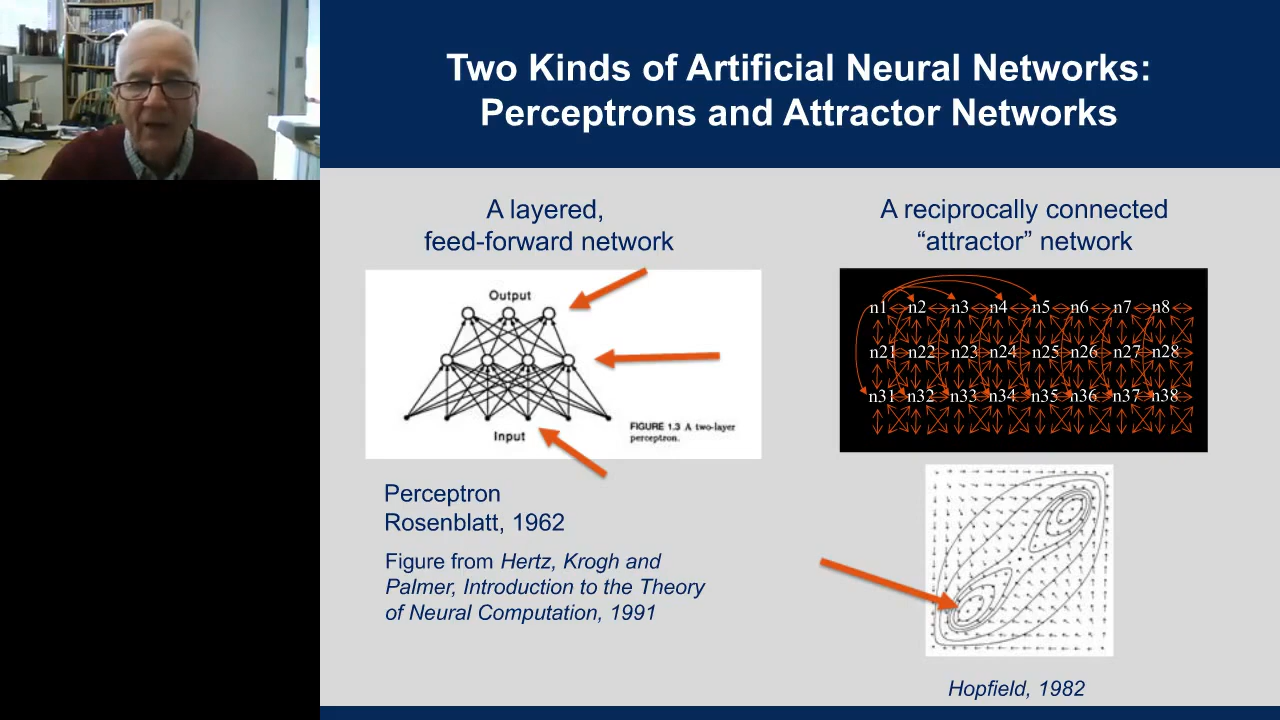 Two Kinds of Artificial Neural Networks:
Perceptrons and Attractor Networks
A layered,
feed-forward network
Output
Input
FIGURE 1.3 A two-layer
perceptron.
Perceptron
Rosenblatt, 1962
Figure from Hertz, Krogh and
Palmer, Introduction to the Theory
of Neural Computation, 1991
A reciprocally connected
“attractor” network
n1 n2 n3 n4 n5 n6 n7 n8
n21 n22 n23 n24 n25 n26 n27 n28
n31 n32 n33 n34 n35 n36 n37 n38
Hopfield, 1982